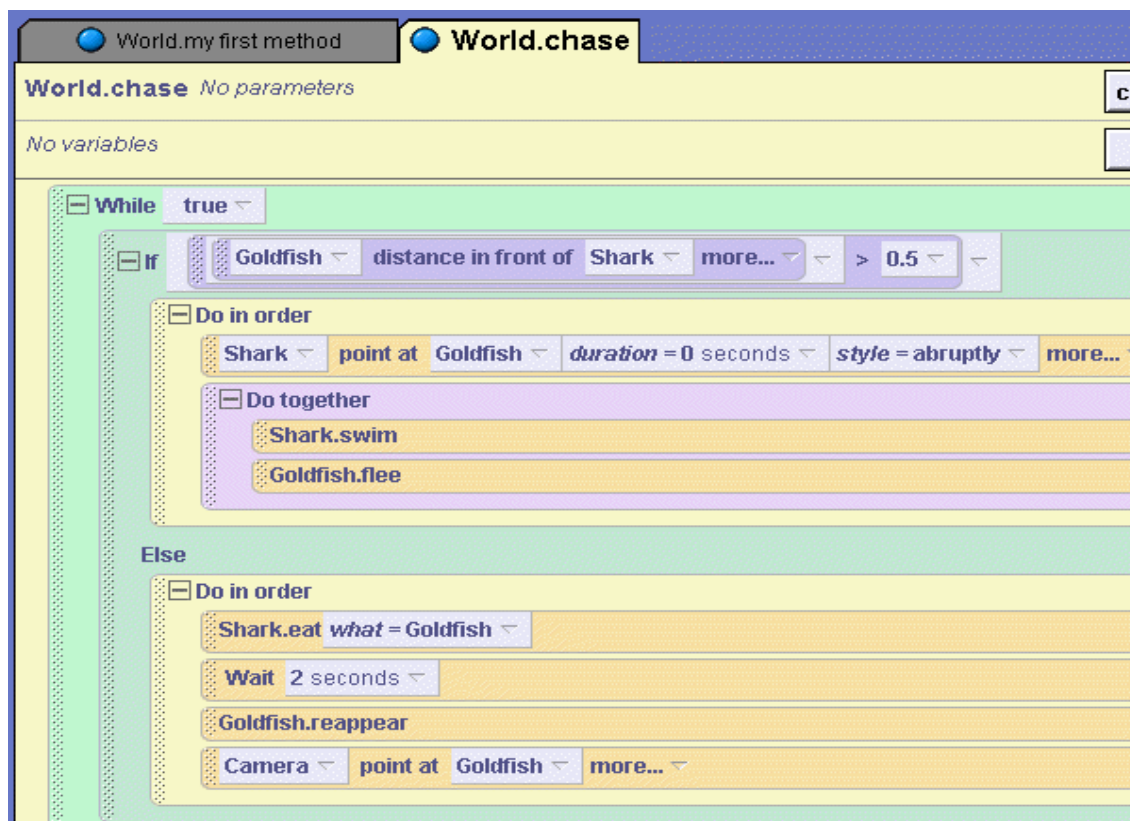 World.my first method World.chase
World.chase No parameters c
No variables
While true
If Goldfish distance in front of Shark more... > 0.5
Do in order
Shark point at Goldfish duration = 0 seconds style = abruptly more...
Do together
Shark.swim
Goldfish.flee
Else
Do in order
Shark.eat what = Goldfish
Wait 2 seconds
Goldfish.reappear
Camera point at Goldfish more...